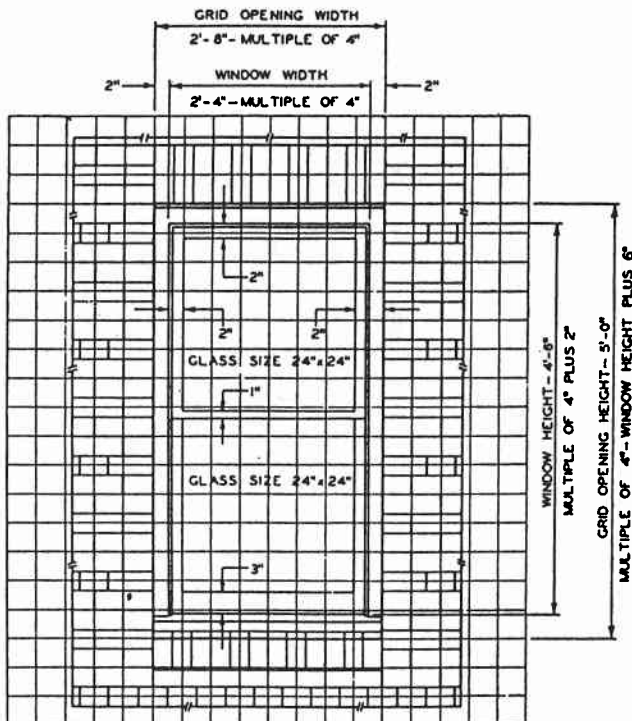 GRID OPENING WIDTH
2'-8"-MULTIPLE OF 4"
WINDOW WIDTH
2"
2"
2'-4"-MULTIPLE OF 4"
2"
2"
2"
GLASS SIZE 24"x24"
1"
GLASS SIZE 24"x24"
3"
WINDOW HEIGHT-4'-6"
MULTIPLE OF 4" PLUS 2"
GRID OPENING HEIGHT-5'-0"
MULTIPLE OF 4"-WINDOW HEIGHT PLUS 6"